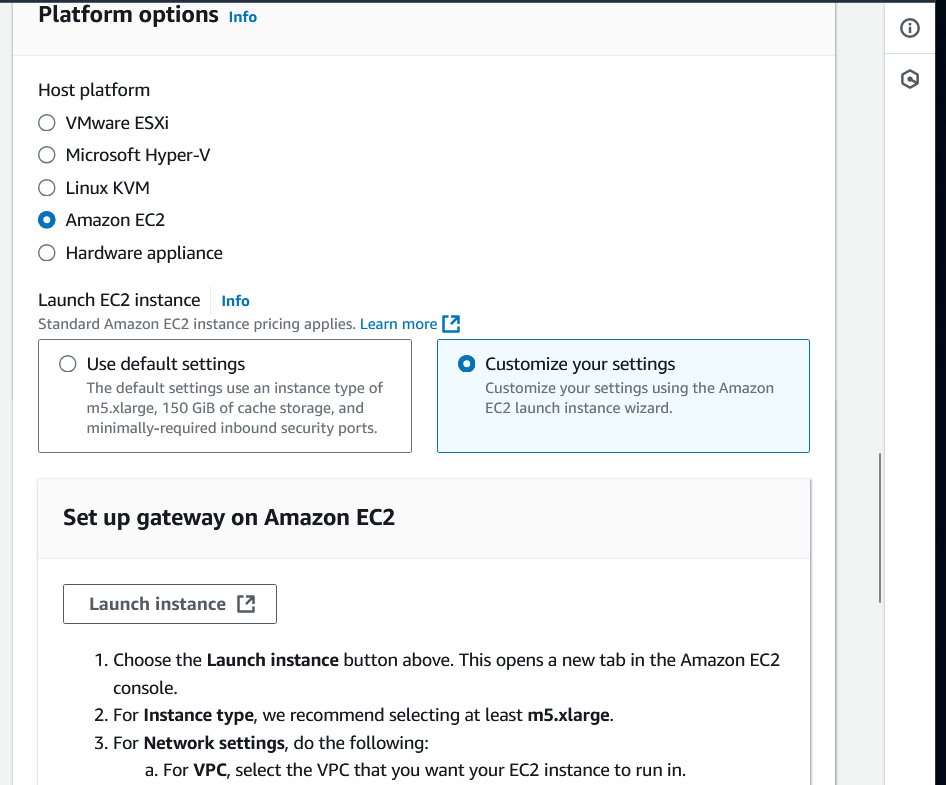 Platform options Info
Host platform
VMware ESXi
Microsoft Hyper-V
Linux KVM
Amazon EC2
Hardware appliance
Launch EC2 instance Info
Standard Amazon EC2 instance pricing applies. Learn more
Use default settings
The default settings use an instance type of
m5.xlarge, 150 GiB of cache storage, and
minimally-required inbound security ports.
Customize your settings
Customize your settings using the Amazon
EC2 launch instance wizard.
Set up gateway on Amazon EC2
Launch instance
1. Choose the Launch instance button above. This opens a new tab in the Amazon EC2
console.
2. For Instance type, we recommend selecting at least m5.xlarge.
3. For Network settings, do the following:
a. For VPC, select the VPC that you want your EC2 instance to run in.